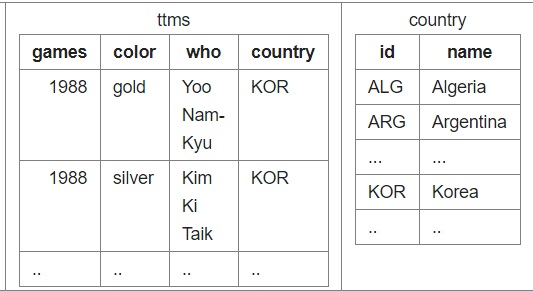 ttms
games color who country
1988 gold Yoo KOR
Nam-
Kyu
1988 silver Kim KOR
Ki
Taik
.. .. .. ..
country
id name
ALG Algeria
ARG Argentina
... ...
KOR Korea
.. ..